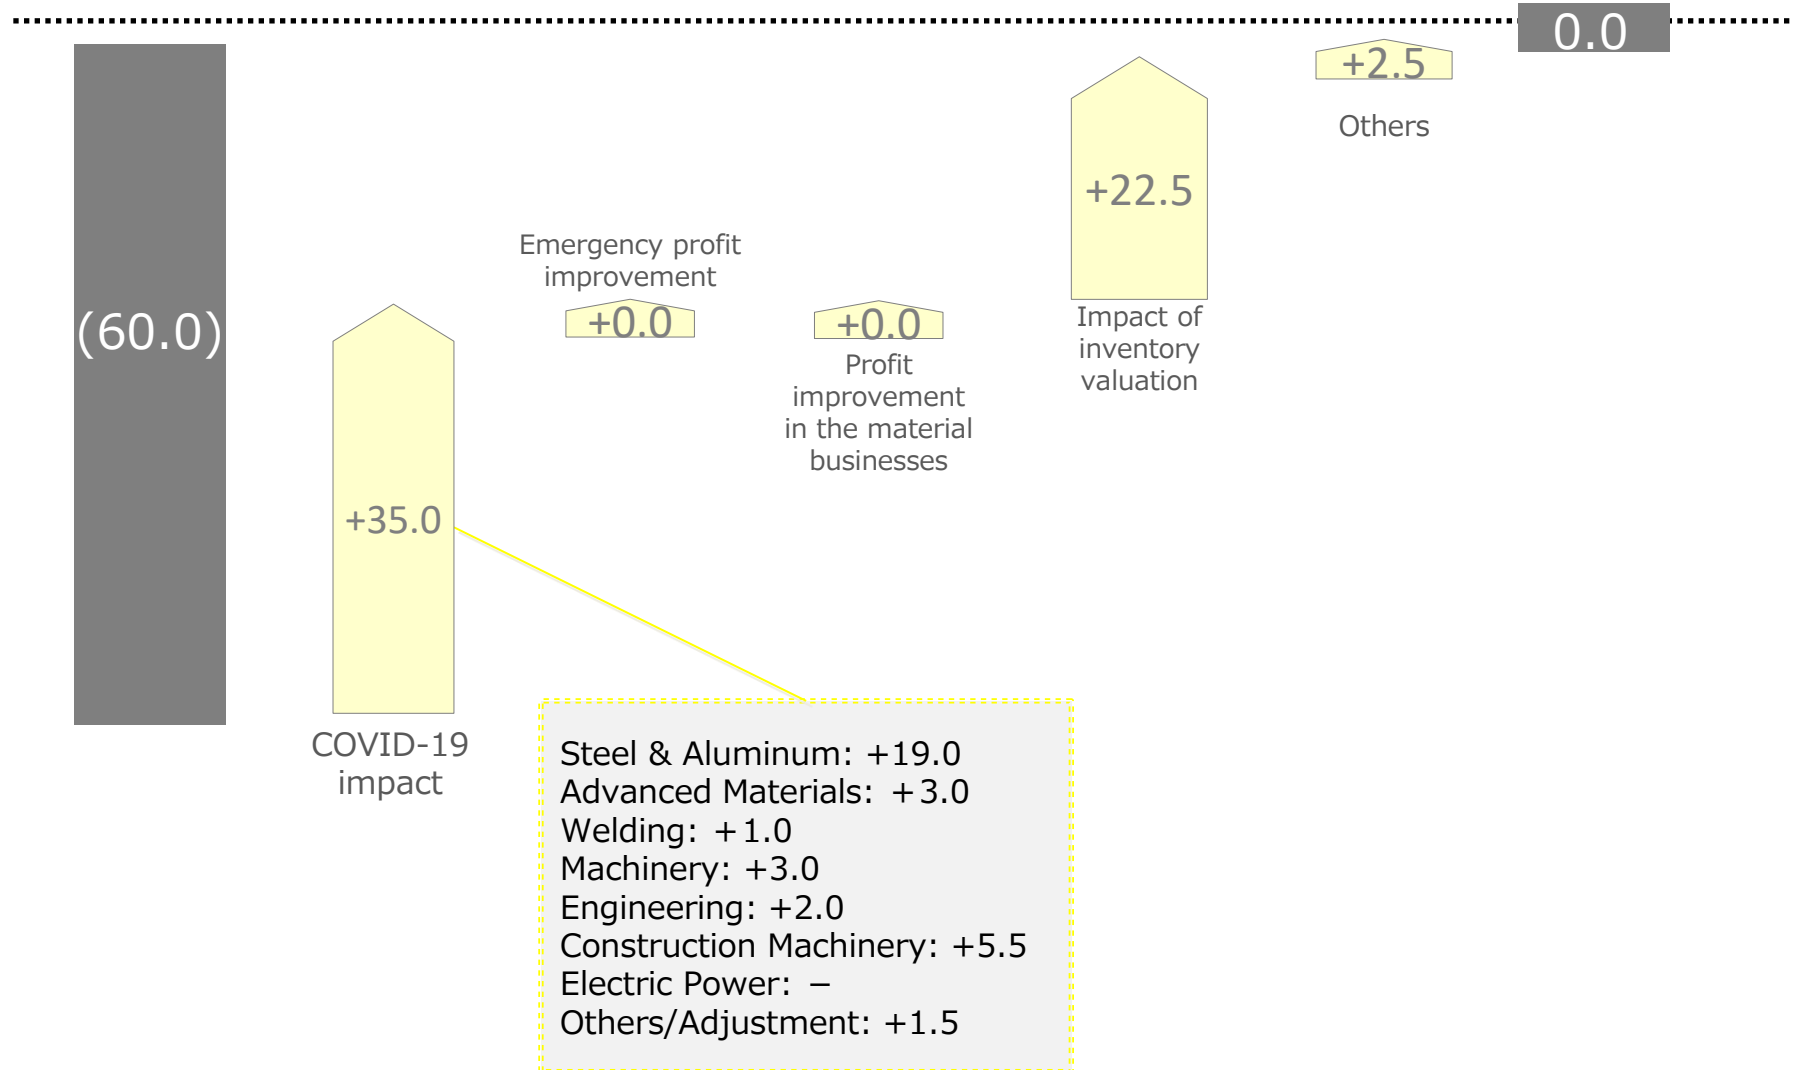 0.0
+2.5
Others
+22.5
Emergency profit
improvement
+0.0
+0.0
Profit
improvement
in the material
businesses
Impact of
inventory
valuation
(60.0)
+35.0
COVID-19
impact
Steel & Aluminum: +19.0
Advanced Materials: +3.0
Welding: +1.0
Machinery: +3.0
Engineering: +2.0
Construction Machinery: +5.5
Electric Power: −
Others/Adjustment: +1.5